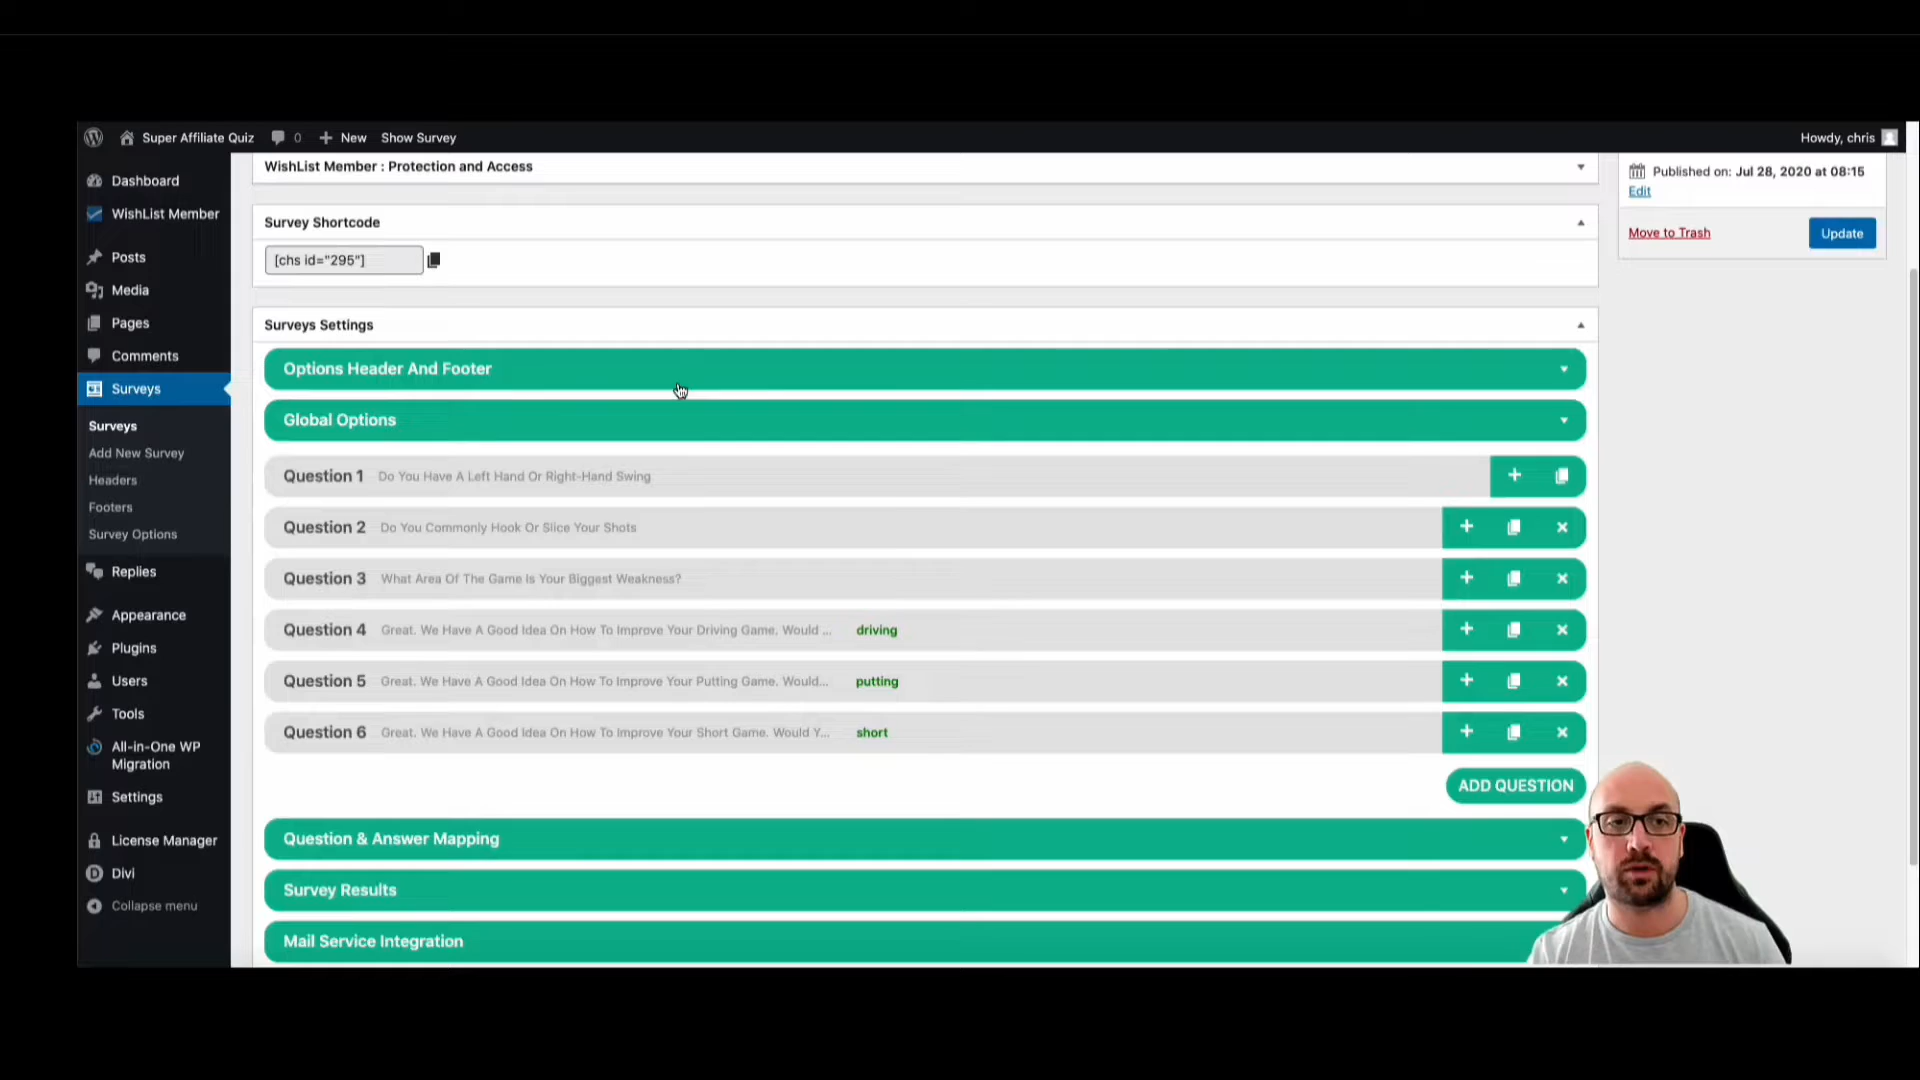 Super Affiliate Quiz 0 New Show Survey Howdy, chris
Dashboard
WishList Member
Posts
Media
Pages
Comments
Surveys
Surveys
Add New Survey
Headers
Footers
Survey Options
Replies
Appearance
Plugins
Users
Tools
All-in-One WP
Migration
Settings
License Manager
Divi
Collapse menu
WishList Member : Protection and Access
Survey Shortcode
[chs id="295"]
Surveys Settings
Options Header And Footer
Global Options
Question 1 Do You Have A Left Hand Or Right-Hand Swing
Question 2 Do You Commonly Hook Or Slice Your Shots
Question 3 What Area Of The Game Is Your Biggest Weakness?
Question 4 Great. We Have A Good Idea On How To Improve Your Driving Game. Would ... driving
Question 5 Great. We Have A Good Idea On How To Improve Your Putting Game. Would... putting
Question 6 Great. We Have A Good Idea On How To Improve Your Short Game. Would Y... short
ADD QUESTION
Question & Answer Mapping
Survey Results
Mail Service Integration
Published on: Jul 28, 2020 at 08:15
Edit
Move to Trash
Update